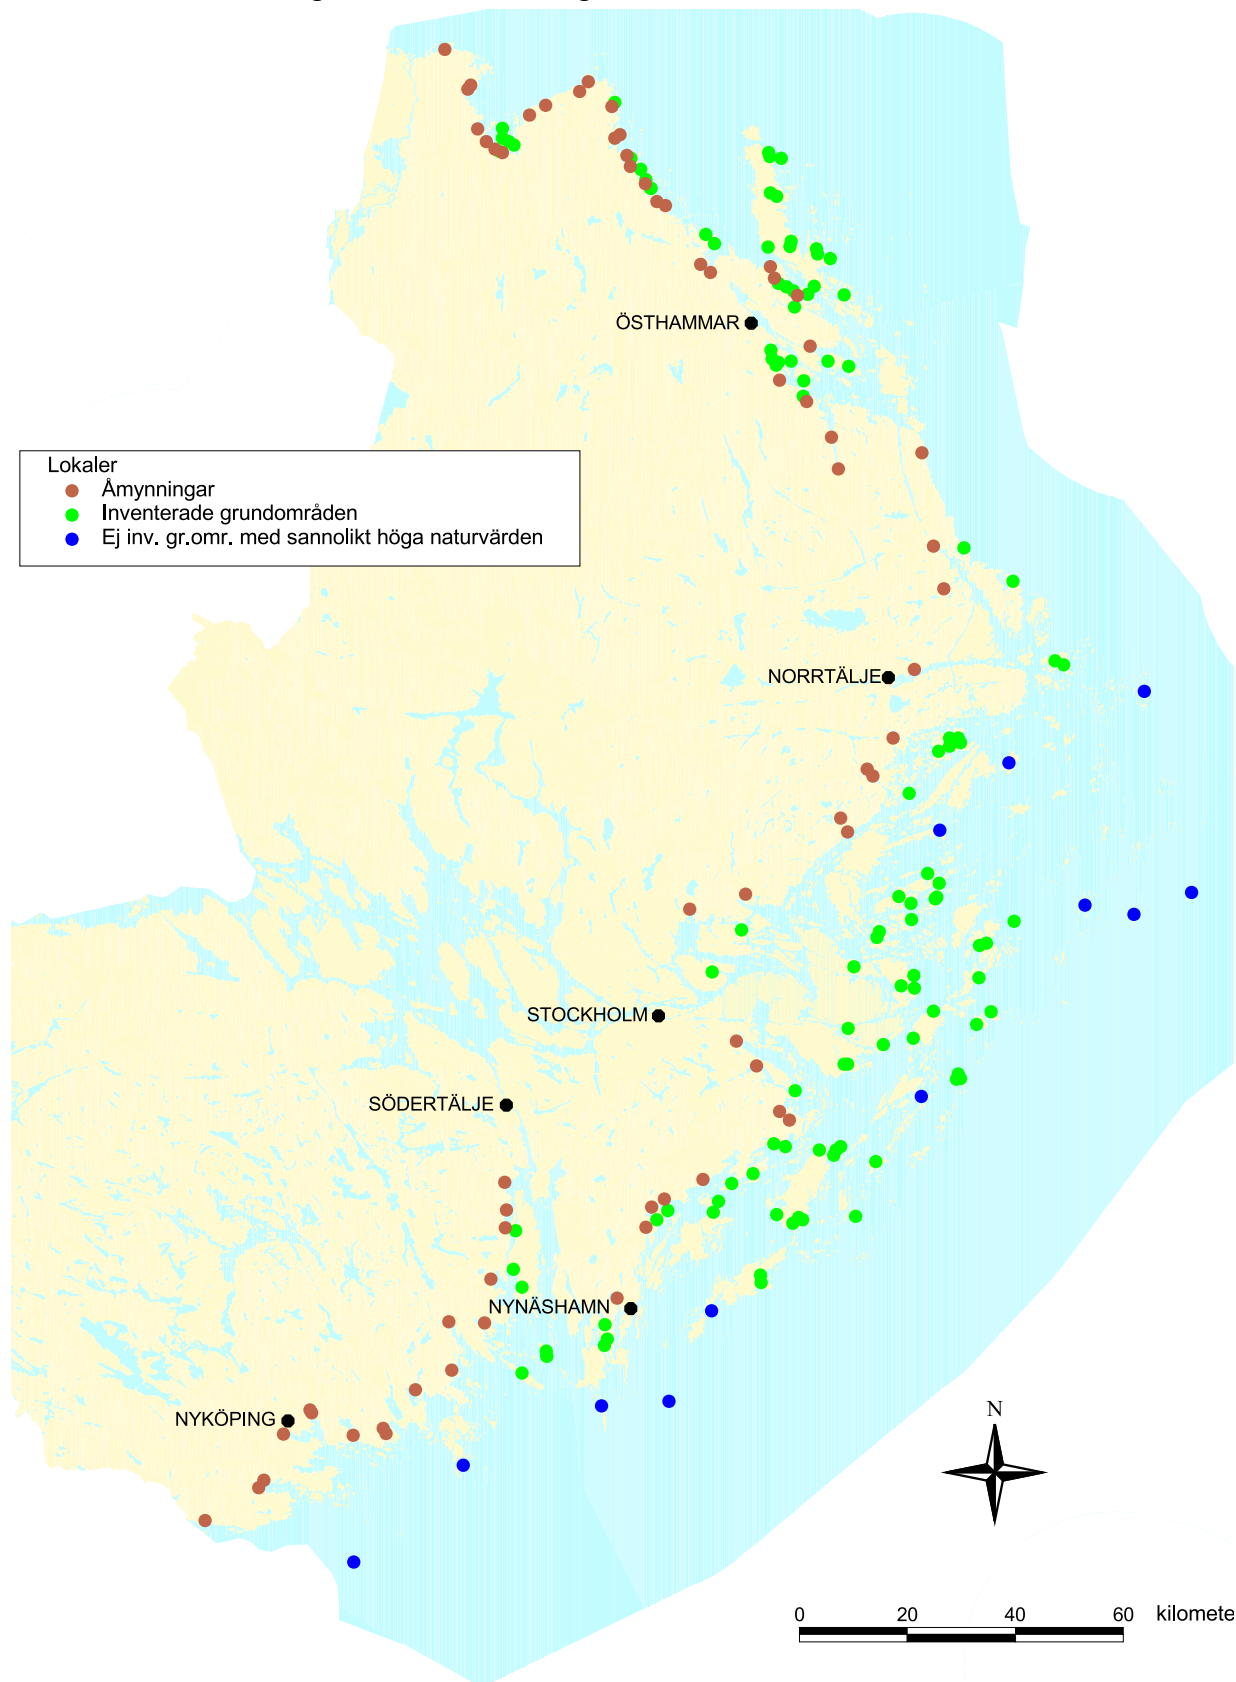 ÖSTHAMMAR
Lokaler
Åmynningar
Inventerade grundområden
Ej inv. gr.omr. med sannolikt höga naturvärden
NORRTÄLJE
STOCKHOLM
SÖDERTÄLJE
NYNÄSHAMN
NYKÖPING
N
0 20 40 60 kilomete